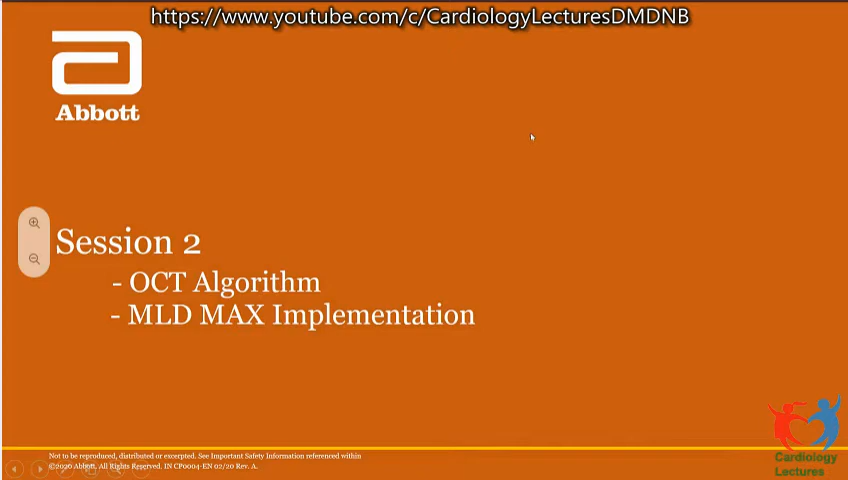 https://www.youtube.com/c/CardiologyLecturesDMDNB
Abbott
Session 2
- OCT Algorithm
- MLD MAX Implementation
Not to be reproduced, distributed or excerpted. See Important Safety Information referenced within
©2020 Abbott, All Rights Reserved. IN CP0004-EN 02/20 Rev. A.
Cardiology
Lectures